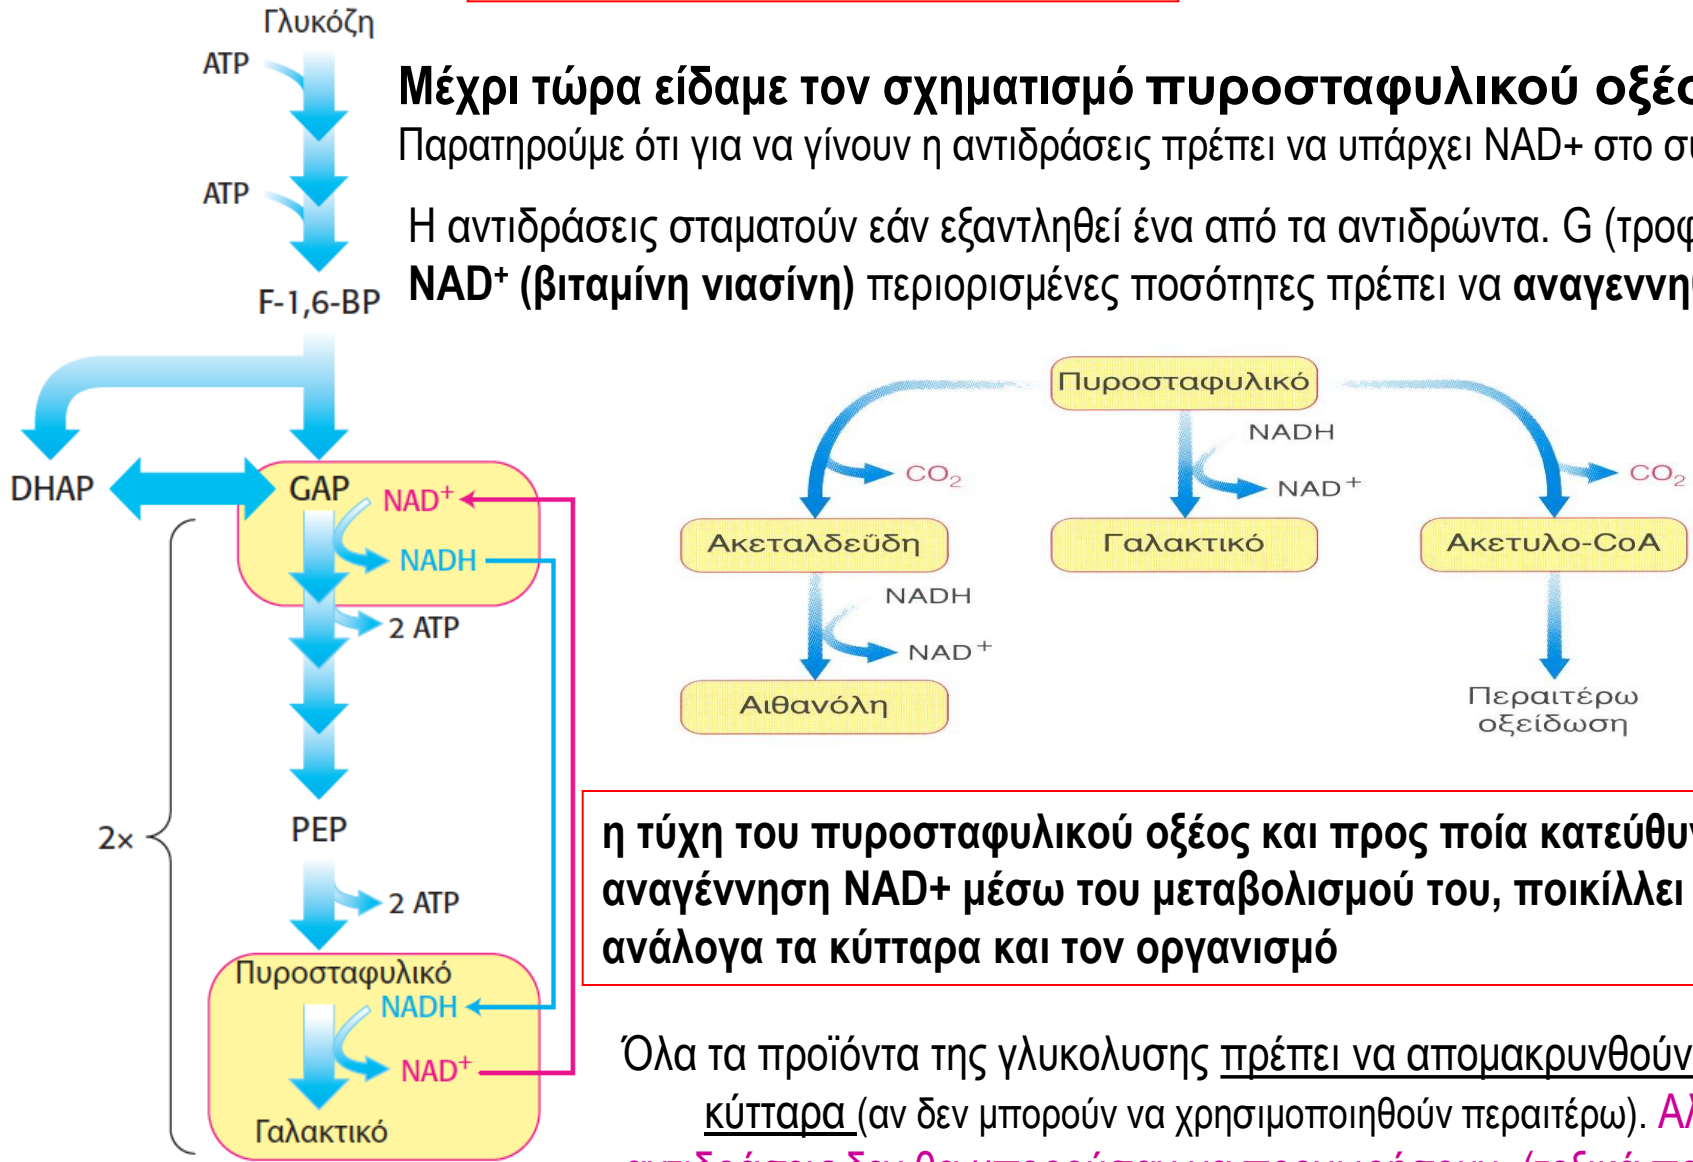 Γλυκόζη
ATP
ATP
F-1,6-BP
DHAP
GAP
NAD⁺
NADH
2 ATP
2×
PEP
2 ATP
Πυροσταφυλικό
NADH
NAD⁺
Γαλακτικό
Μέχρι τώρα είδαμε τον σχηματισμό πυροσταφυλικού
Παρατηρούμε ότι για να γίνουν η αντιδράσεις πρέπει να υπάρχει NAD+ στο
Η αντιδράσεις σταματούν εάν εξαντληθεί ένα από τα αντιδρώντα. G
NAD⁺ (βιταμίνη νιασίνη) περιορισμένες ποσότητες πρέπει να
Πυροσταφυλικό
NADH
CO₂
NAD⁺
CO₂
Ακεταλδεΰδη
Γαλακτικό
Ακετυλο-CoA
NADH
NAD⁺
Αιθανόλη
Περαιτέρω
οξείδωση
η τύχη του πυροσταφυλικού οξέος και προς ποία
αναγέννηση NAD+ μέσω του μεταβολισμού του, ποικίλλει
ανάλογα τα κύτταρα και τον οργανισμό
Όλα τα προϊόντα της γλυκολυσης πρέπει να απομακρυνθούν
κύτταρα (αν δεν μπορούν να χρησιμοποιηθούν περαιτέρω).